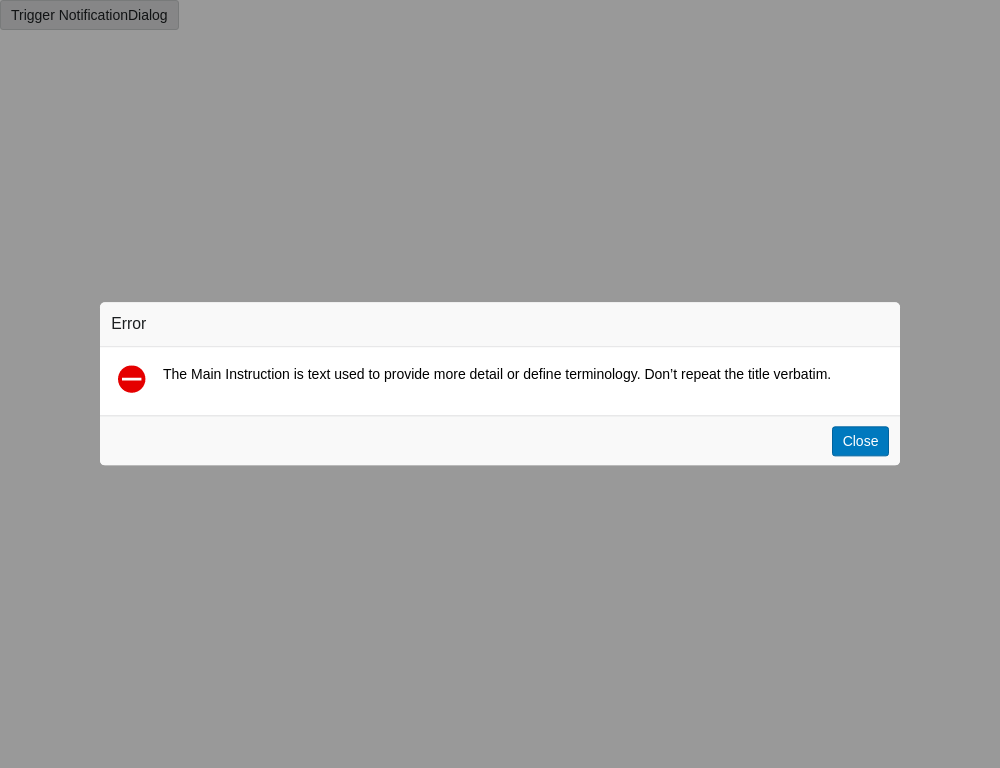 Trigger NotificationDialog
Error
The Main Instruction is text used to provide more detail or define terminology. Don’t repeat the title verbatim.
Close